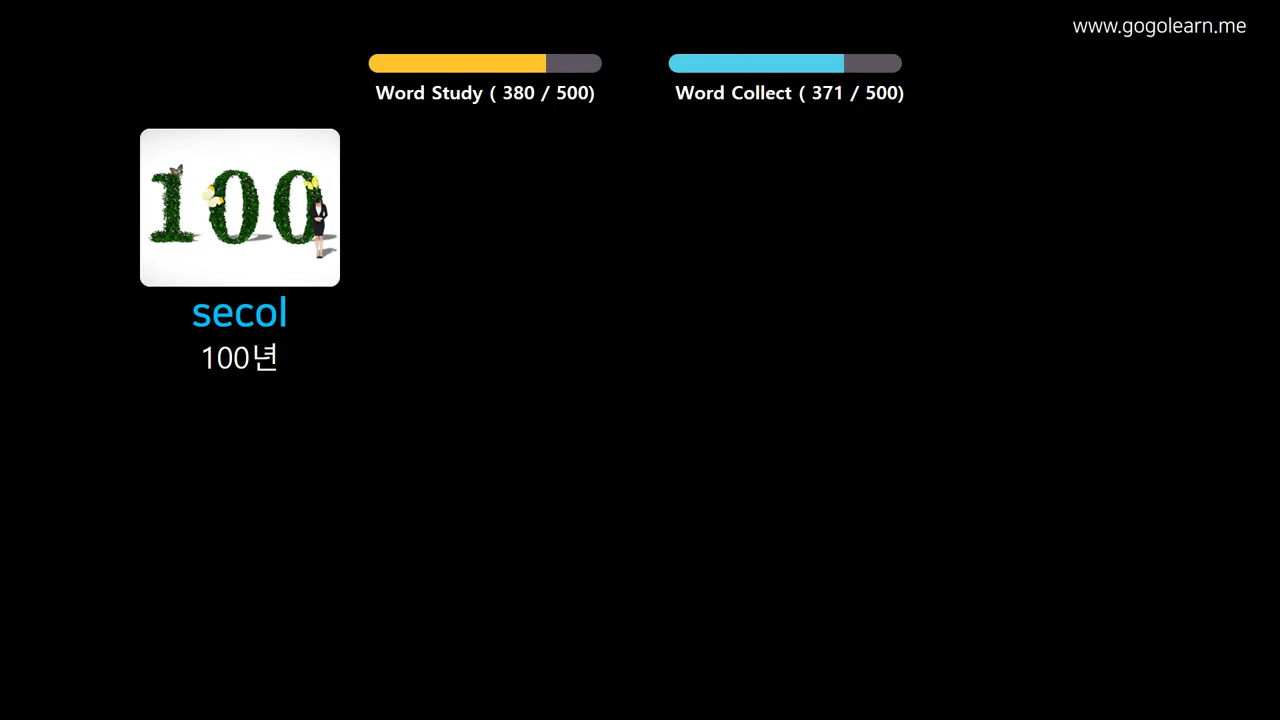 www.gogolearn.me
Word Study ( 380 / 500)
Word Collect ( 371 / 500)
100
secol
100년